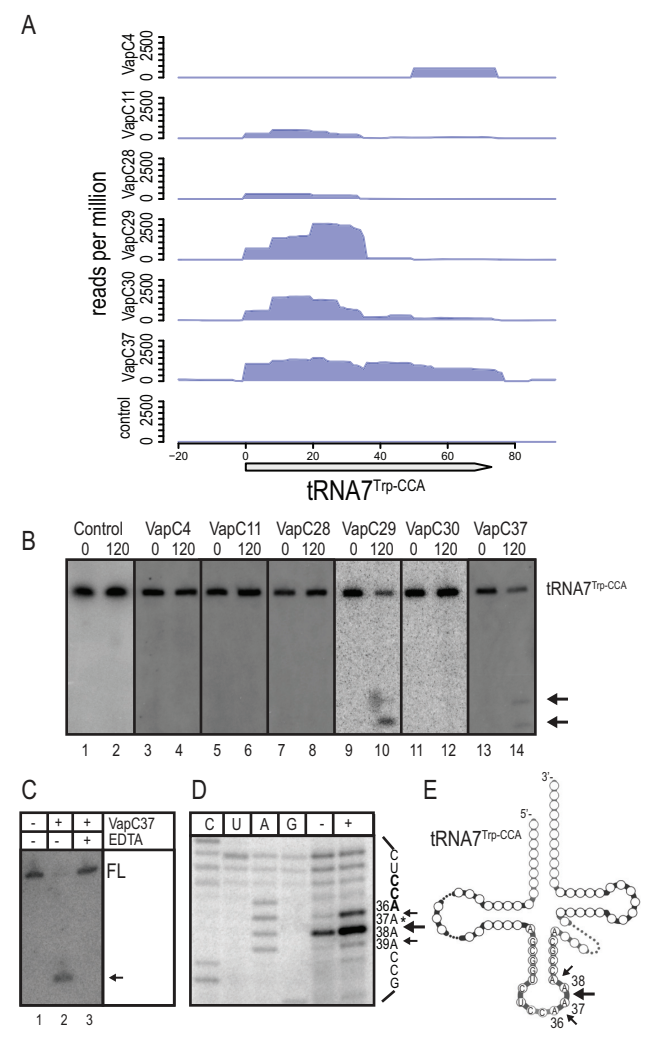 A
reads per million
VapC4
0 2500
VapC11
0 2500
VapC28
0 2500
VapC29
0 2500
VapC30
0 2500
VapC37
0 2500
control
0 2500
−20 0 20 40 60 80
tRNA7Trp-CCA
B
Control VapC4 VapC11 VapC28 VapC29 VapC30 VapC37
0 120 0 120 0 120 0 120 0 120 0 120 0 120
tRNA7Trp-CCA
1 2 3 4 5 6 7 8 9 10 11 12 13 14
C
- + + VapC37
- - + EDTA
FL
1 2 3
D
C U A G - +
C
U
C
C
36A
37A*
38A
39A
C
C
G
E
3'-
5'-
tRNA7Trp-CCA
38
37
36